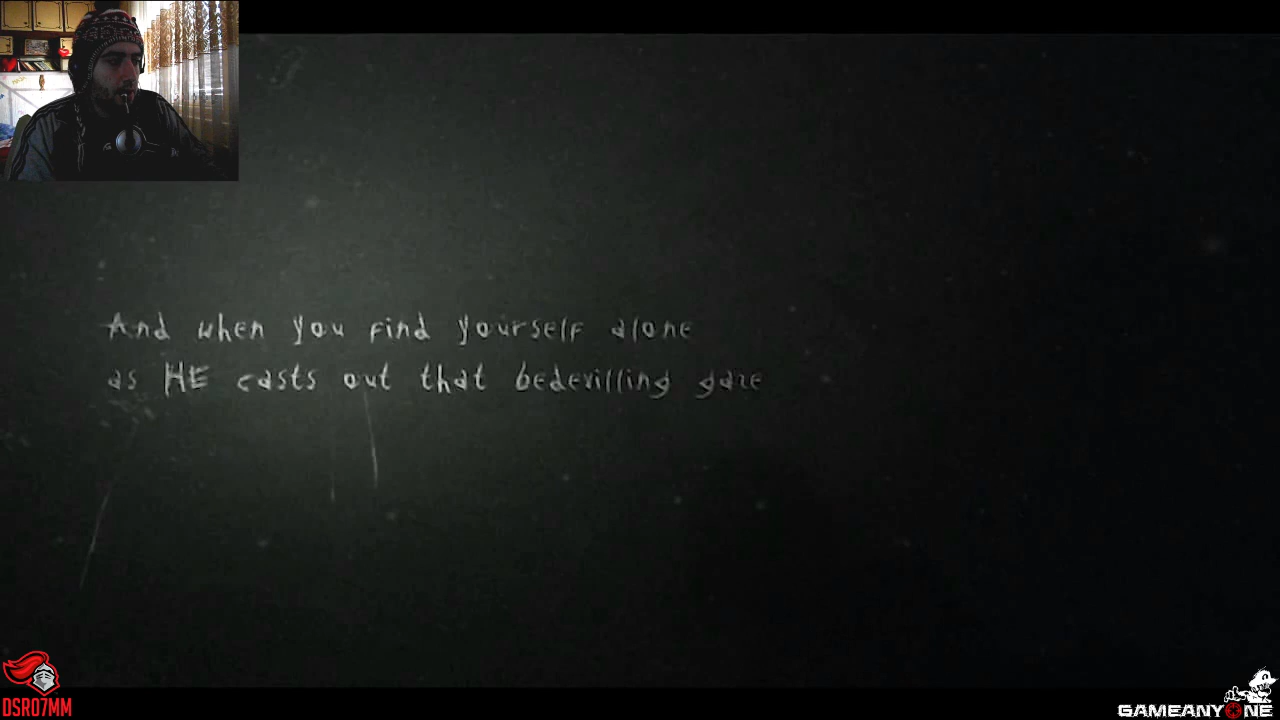 And when you find yourself alone
as HE casts out that bedevilling gaze
DSRO7MM
GAMEANYONE